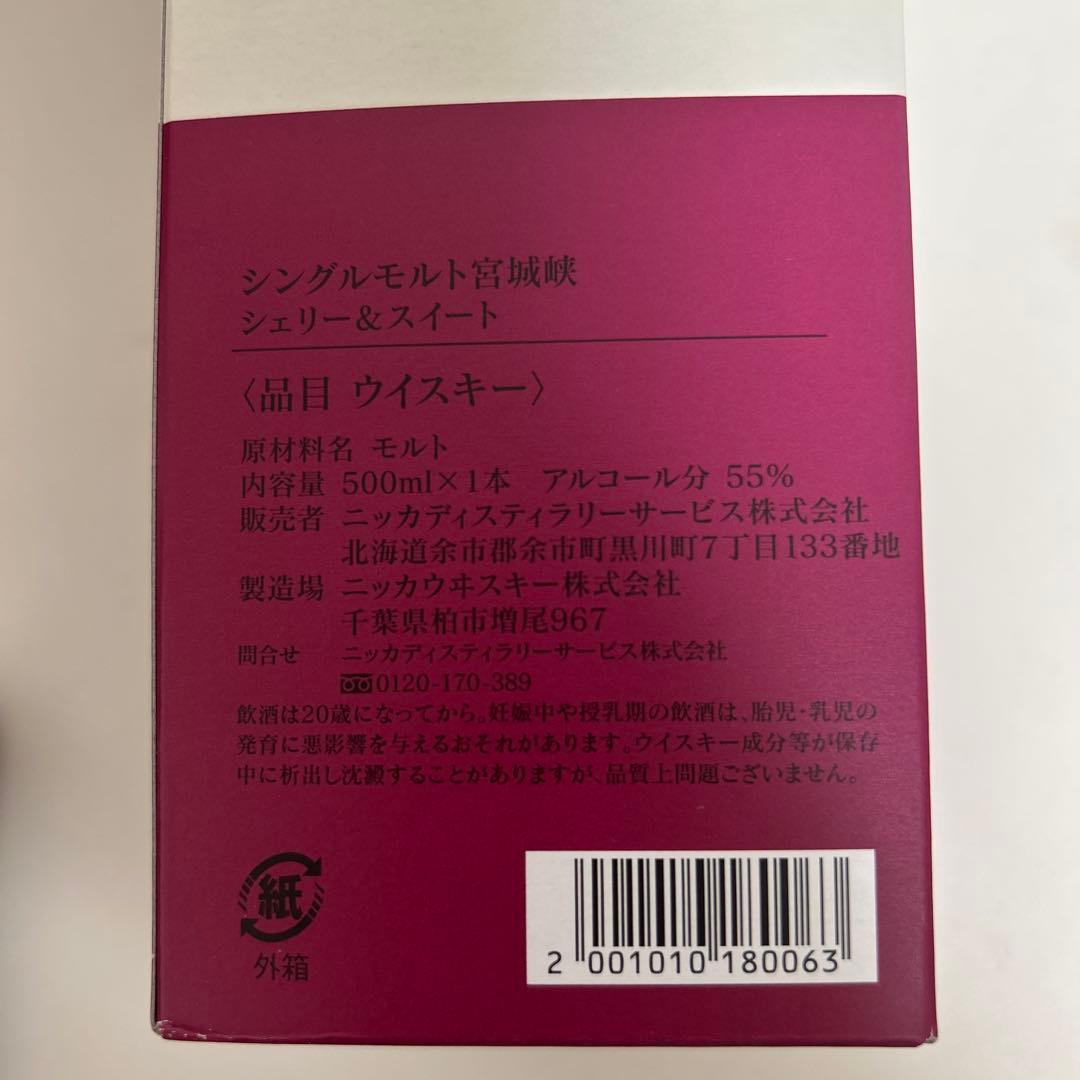 シングルモルト宮城峡
シェリー&スイート
〈品目 ウイスキー〉
原材料名 モルト
内容量 500ml×1本 アルコール分 55%
販売者 ニッカディスティラリーサービス株式会社
北海道余市郡余市町黒川町7丁目133番地
製造場 ニッカウヰスキー株式会社
千葉県柏市増尾967
問合せ ニッカディスティラリーサービス株式会社
0120-170-389
飲酒は20歳になってから。妊娠中や授乳期の飲酒は、胎児・乳児の
発育に悪影響を与えるおそれがあります。ウイスキー成分等が保存
中に析出し沈澱することがありますが、品質上問題ございません。
紙
外箱
2 001010 180063